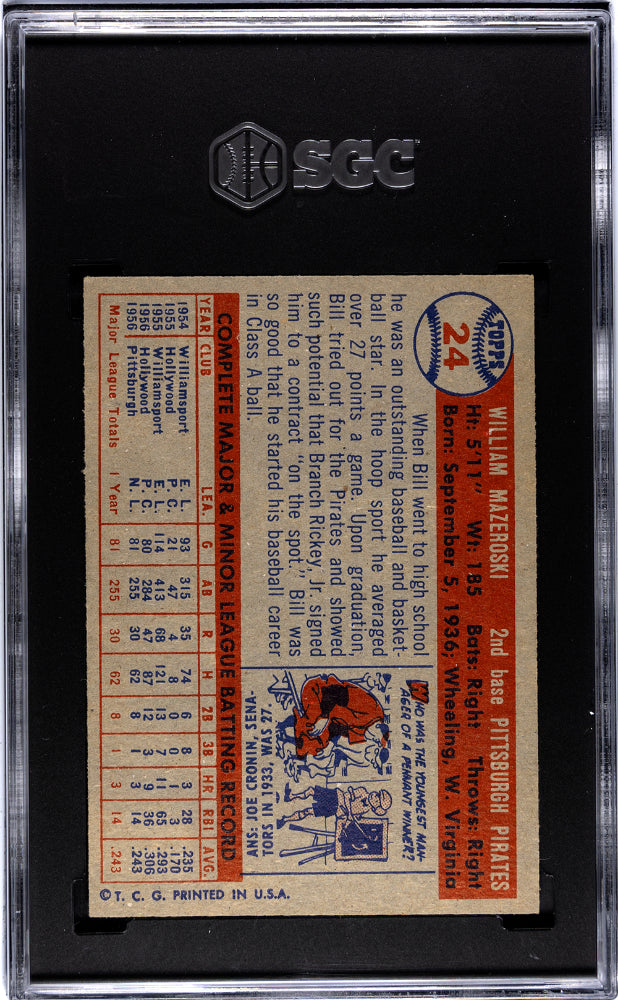 SGC
TOPPS
24
WILLIAM MAZEROSKI 2nd base PITTSBURGH PIRATES
Ht: 5'11" Wt: 185 Bats: Right Throws: Right
Born: September 5, 1936; Wheeling, W. Virginia
When Bill went to high school
he was an outstanding baseball and basket-
ball star. In the hoop sport he averaged
over 27 points a game. Upon graduation,
Bill tried out for the Pirates and showed
such potential that Branch Rickey, Jr. signed
him to a contract "on the spot." Bill was
so good that he started his baseball career
in Class A ball.
WHO WAS THE YOUNGEST MAN-
AGER OF A PENNANT WINNER?
ANS: JOE CRONIN, SENA-
TORS IN 1933, WAS 27
COMPLETE MAJOR & MINOR LEAGUE BATTING RECORD
YEAR CLUB LEA. G AB R H 2B 3B HR RBI AVG.
1954 Williamsport E. L. 93 315 35 74 6 8 3 28 .235
1955 Hollywood P. C. 21 47 4 8 0 0 1 3 .170
1955 Williamsport E. L. 114 413 68 121 12 7 11 65 .293
1956 Hollywood P. C. 80 284 47 87 13 3 9 36 .306
1956 Pittsburgh N. L. 81 255 30 62 8 1 3 14 .243
Major League Totals 1 Year 81 255 30 62 8 1 3 14 .243
© T. C. G. PRINTED IN U.S.A.